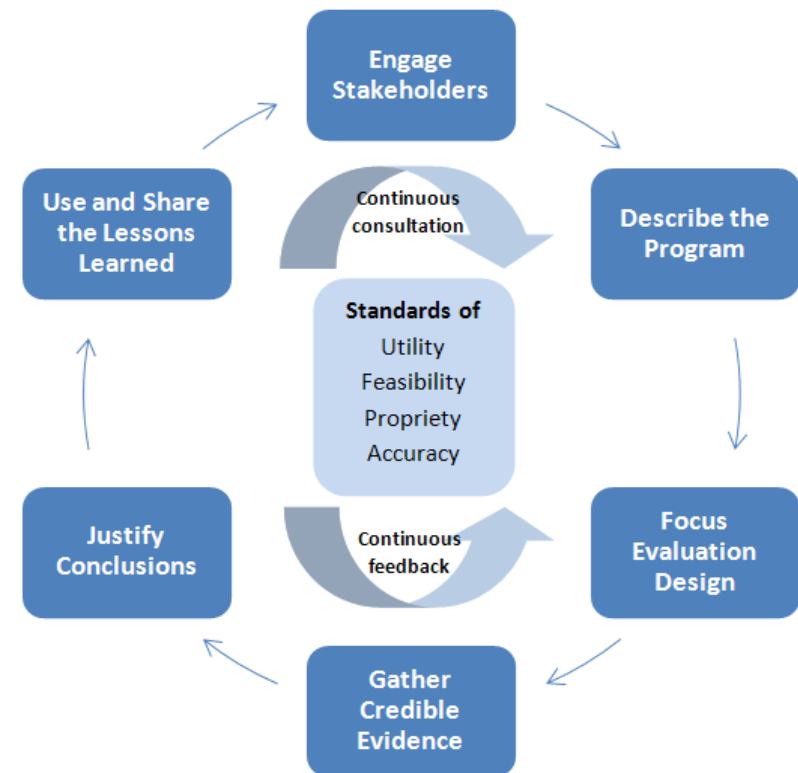 Engage
Stakeholders
Describe the
Program
Focus
Evaluation
Design
Gather
Credible
Evidence
Justify
Conclusions
Use and Share
the Lessons
Learned
Continuous
consultation
Standards of
Utility
Feasibility
Propriety
Accuracy
Continuous
feedback